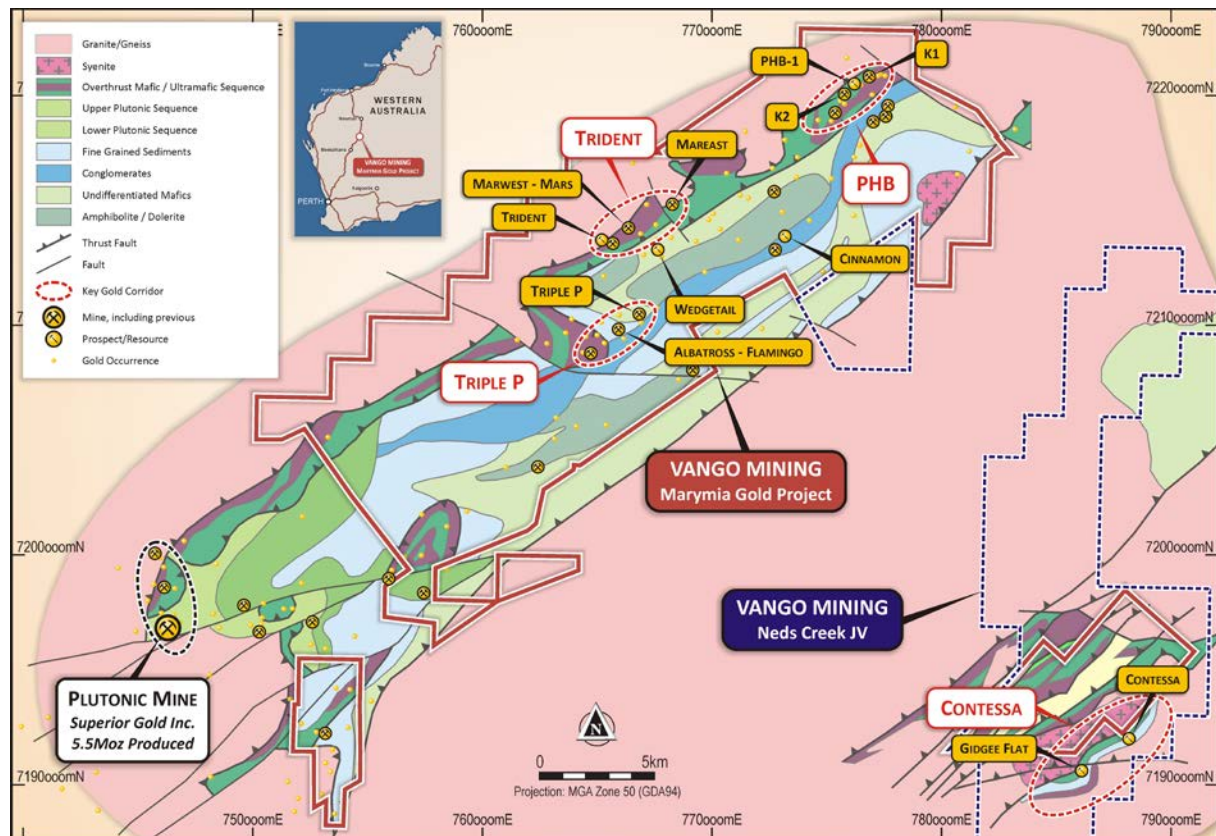 760000mE
770000mE
780000mE
790000mE
Granite/Gneiss
Syenite
Overthrust Mafic / Ultramafic Sequence
Upper Plutonic Sequence
Lower Plutonic Sequence
Fine Grained Sediments
Conglomerates
Undifferentiated Mafics
Amphibolite / Dolerite
Thrust Fault
Fault
Key Gold Corridor
Mine, including previous
Prospect/Resource
Gold Occurrence
WESTERN
AUSTRALIA
VANGO MINING
Marymia Gold Project
PERTH
Kalgoorlie
PHB-1
K1
K2
7220000mN
TRIDENT
MAREAST
MARWEST - MARS
TRIDENT
PHB
CINNAMON
TRIPLE P
WEDGETAIL
ALBATROSS - FLAMINGO
TRIPLE P
7210000mN
VANGO MINING
Marymia Gold Project
7200000mN
7200000mN
VANGO MINING
Neds Creek JV
PLUTONIC MINE
Superior Gold Inc.
5.5Moz Produced
CONTESSA
CONTESSA
GIDGEE FLAT
N
0
5km
Projection: MGA Zone 50 (GDA94)
7190000mN
7190000mN
750000mE
760000mE
770000mE
780000mE
790000mE